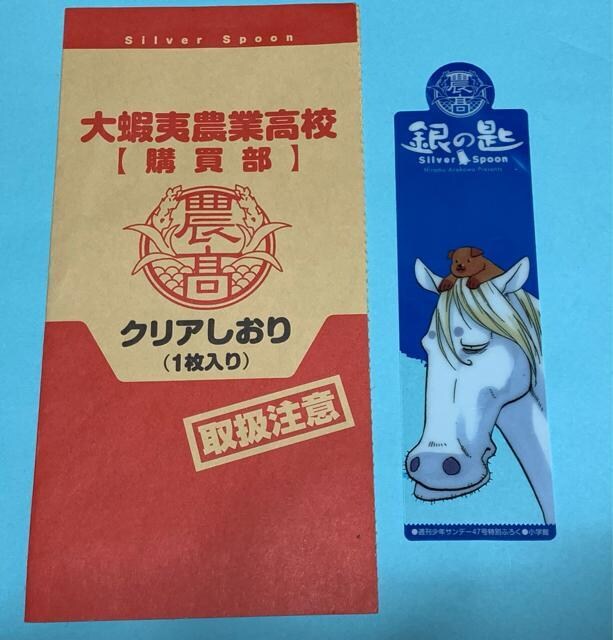 Silver Spoon
大蝦夷農業高校
【購買部】
農高
クリアしおり
(1枚入り)
取扱注意
農高
銀の匙
Silver Spoon
Hiromu Arakawa Presents
●週刊少年サンデー47号特別ふろく●小学館